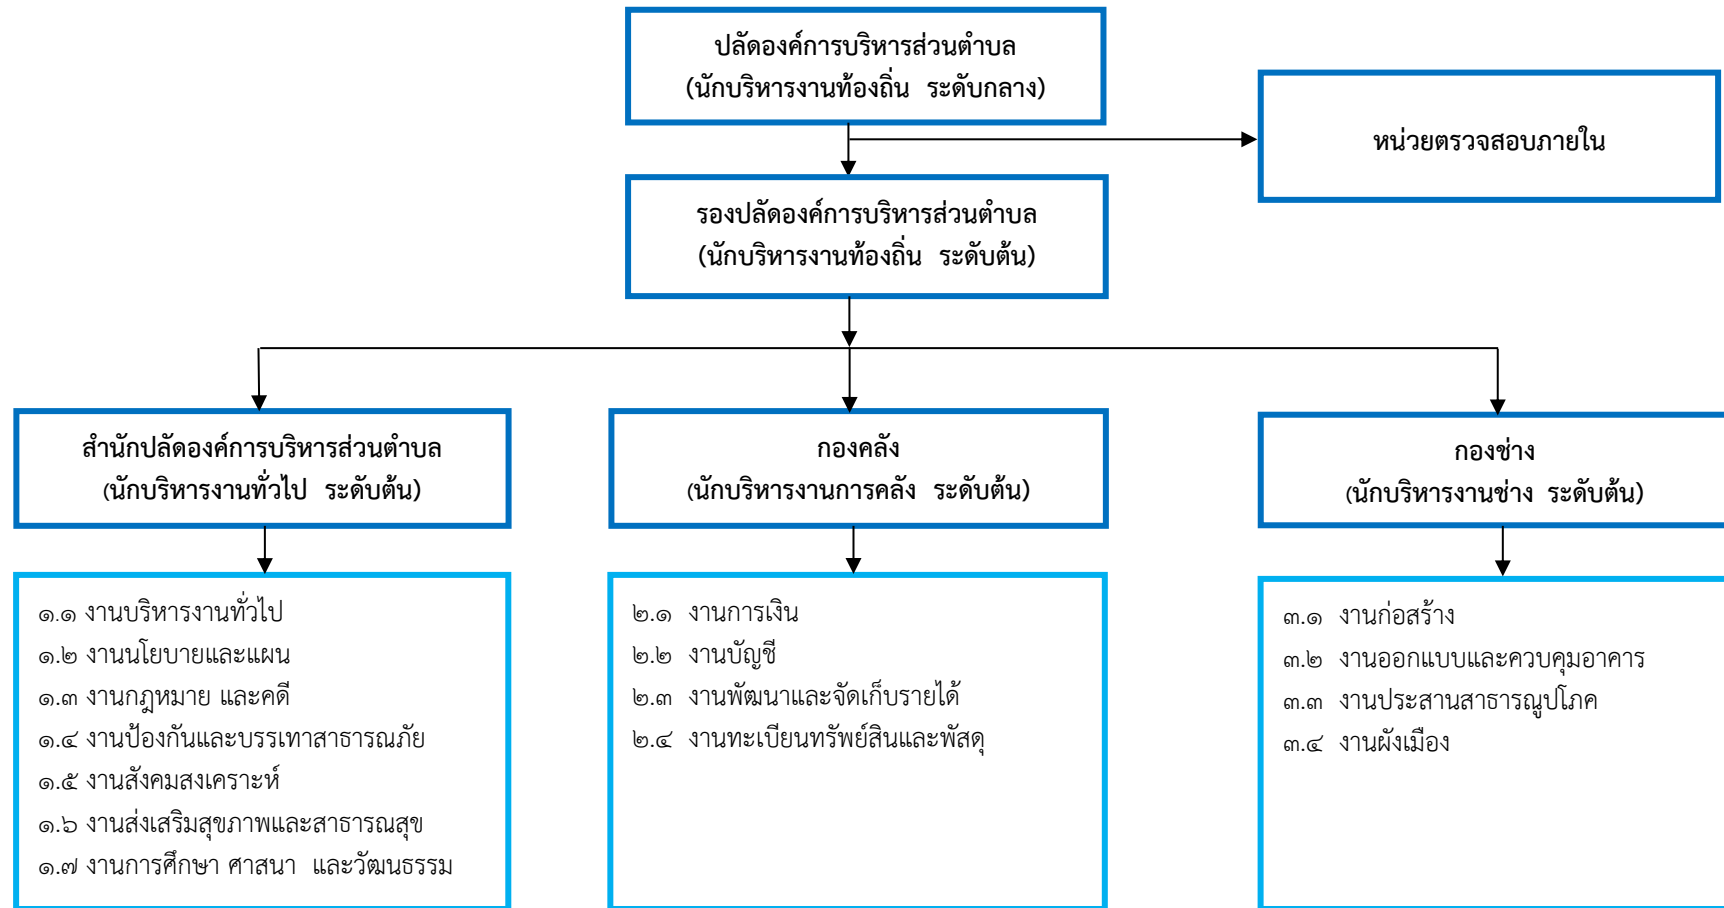 ปลัดองค์การบริหารส่วนตำบล
(นักบริหารงานท้องถิ่น ระดับกลาง)
หน่วยตรวจสอบภายใน
รองปลัดองค์การบริหารส่วนตำบล
(นักบริหารงานท้องถิ่น ระดับต้น)
สำนักปลัดองค์การบริหารส่วนตำบล
(นักบริหารงานทั่วไป ระดับต้น)
กองคลัง
(นักบริหารงานการคลัง ระดับต้น)
กองช่าง
(นักบริหารงานช่าง ระดับต้น)
๑.๑ งานบริหารงานทั่วไป
๑.๒ งานนโยบายและแผน
๑.๓ งานกฎหมาย และคดี
๑.๔ งานป้องกันและบรรเทาสาธารณภัย
๑.๕ งานสังคมสงเคราะห์
๑.๖ งานส่งเสริมสุขภาพและสาธารณสุข
๑.๗ งานการศึกษา ศาสนา และวัฒนธรรม
๒.๑ งานการเงิน
๒.๒ งานบัญชี
๒.๓ งานพัฒนาและจัดเก็บรายได้
๒.๔ งานทะเบียนทรัพย์สินและพัสดุ
๓.๑ งานก่อสร้าง
๓.๒ งานออกแบบและควบคุมอาคาร
๓.๓ งานประสานสาธารณูปโภค
๓.๔ งานผังเมือง